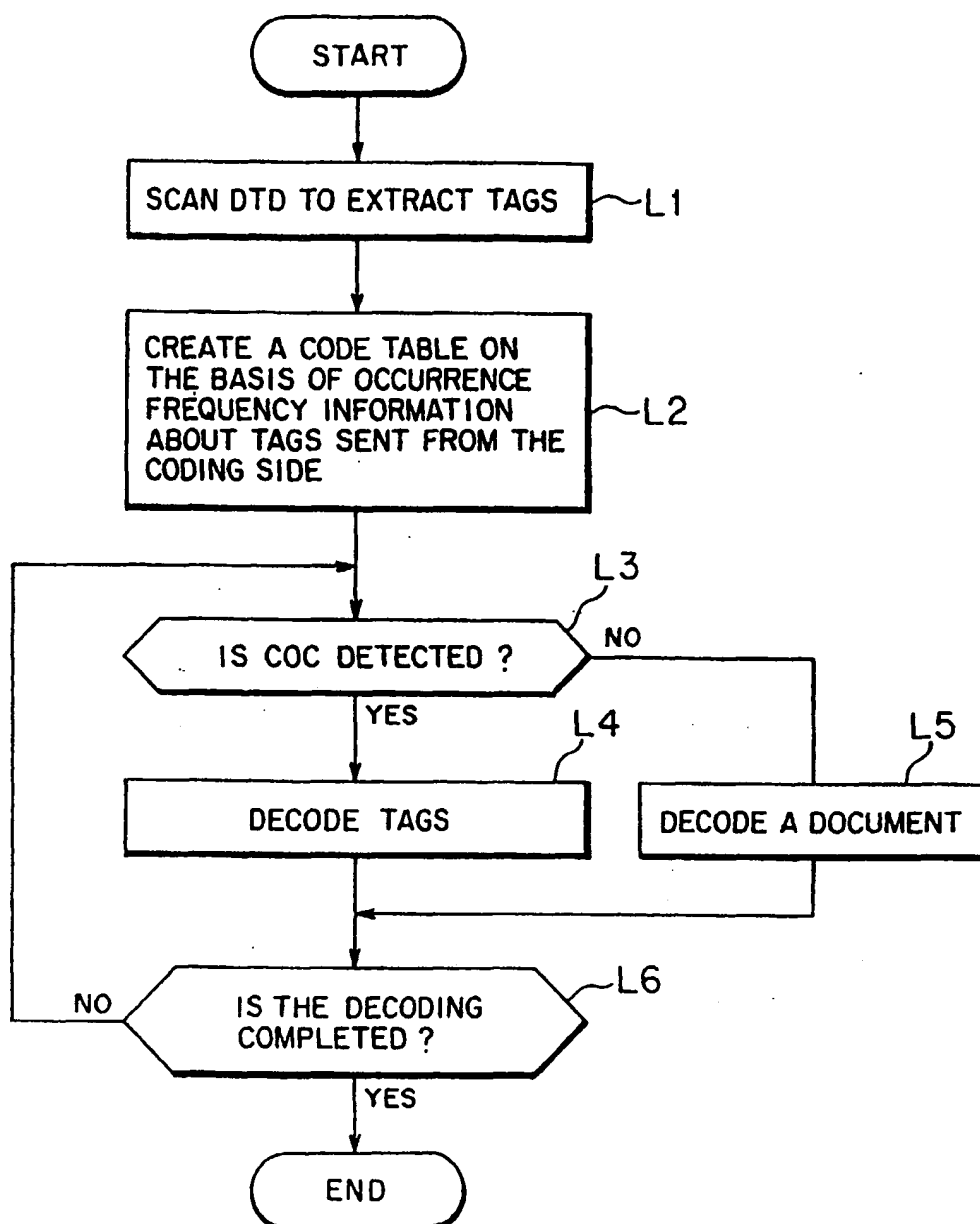 START
SCAN DTD TO EXTRACT TAGS
L1
CREATE A CODE TABLE ON
THE BASIS OF OCCURRENCE
FREQUENCY INFORMATION
ABOUT TAGS SENT FROM THE
CODING SIDE
L2
L3
IS COC DETECTED ?
NO
YES
L4
L5
DECODE TAGS
DECODE A DOCUMENT
L6
NO
IS THE DECODING
COMPLETED ?
YES
END